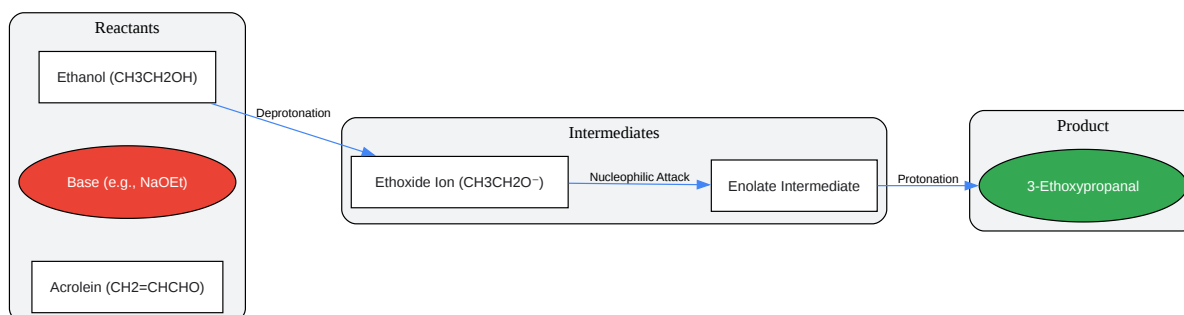 Reactants
Ethanol (CH3CH2OH)
Base (e.g., NaOEt)
Acrolein (CH2=CHCHO)
Deprotonation
Intermediates
Ethoxide Ion (CH3CH2O⁻)
Nucleophilic Attack
Enolate Intermediate
Protonation
Product
3-Ethoxypropanal